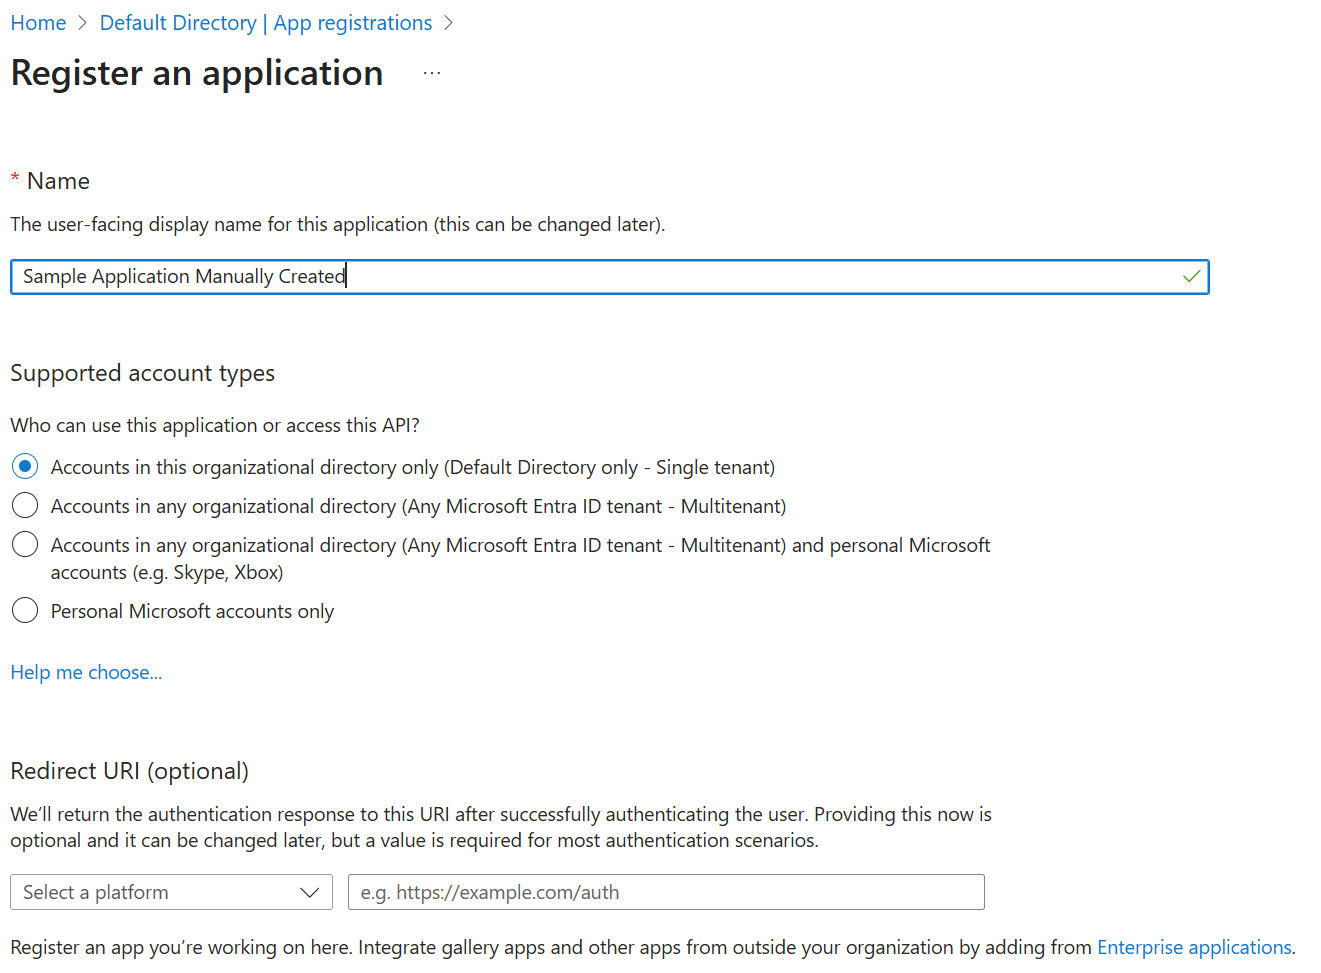 Home > Default Directory | App registrations >
Register an application ...
* Name
The user-facing display name for this application (this can be changed later).
Sample Application Manually Created
Supported account types
Who can use this application or access this API?
Accounts in this organizational directory only (Default Directory only - Single tenant)
Accounts in any organizational directory (Any Microsoft Entra ID tenant - Multitenant)
Accounts in any organizational directory (Any Microsoft Entra ID tenant - Multitenant) and personal Microsoft
accounts (e.g. Skype, Xbox)
Personal Microsoft accounts only
Help me choose...
Redirect URI (optional)
We’ll return the authentication response to this URI after successfully authenticating the user. Providing this now is
optional and it can be changed later, but a value is required for most authentication scenarios.
Select a platform e.g. https://example.com/auth
Register an app you’re working on here. Integrate gallery apps and other apps from outside your organization by adding from Enterprise applications.